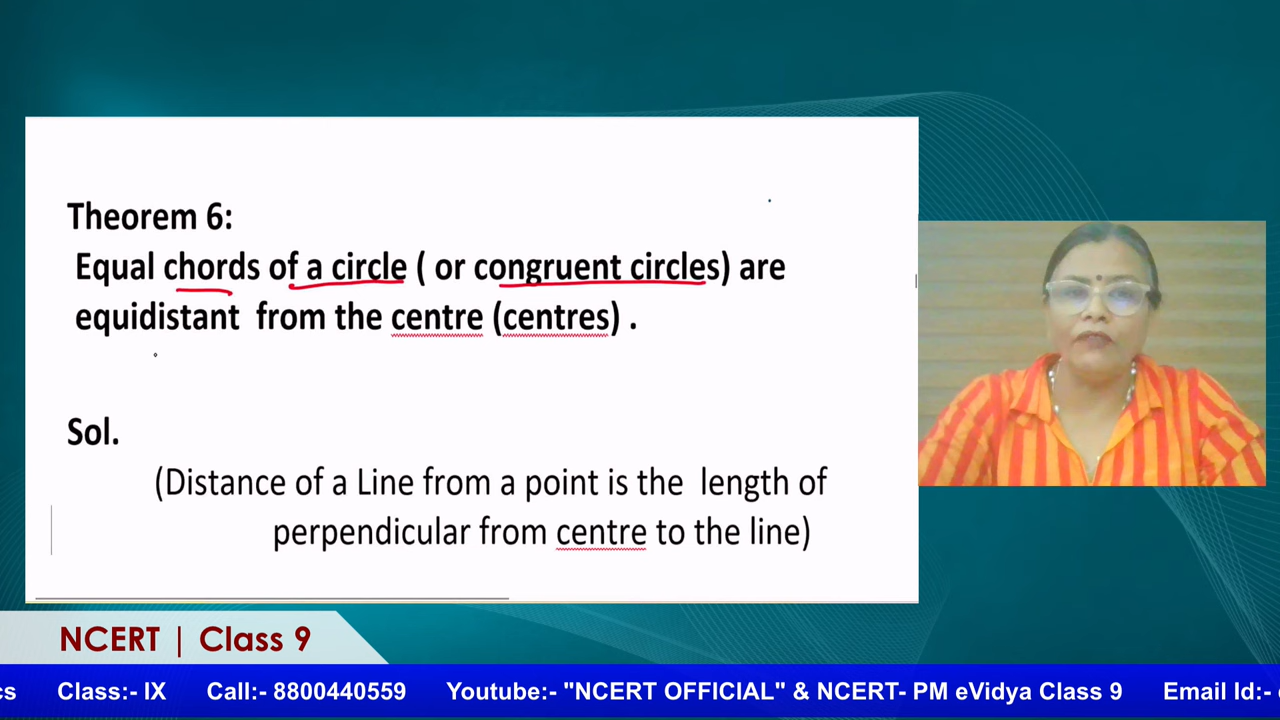 Theorem 6:
Equal chords of a circle ( or congruent circles) are
equidistant from the centre (centres) .
Sol.
(Distance of a Line from a point is the length of
perpendicular from centre to the line)
NCERT | Class 9
cs Class:- IX Call:- 8800440559 Youtube:- "NCERT OFFICIAL" & NCERT- PM eVidya Class 9 Email Id:-